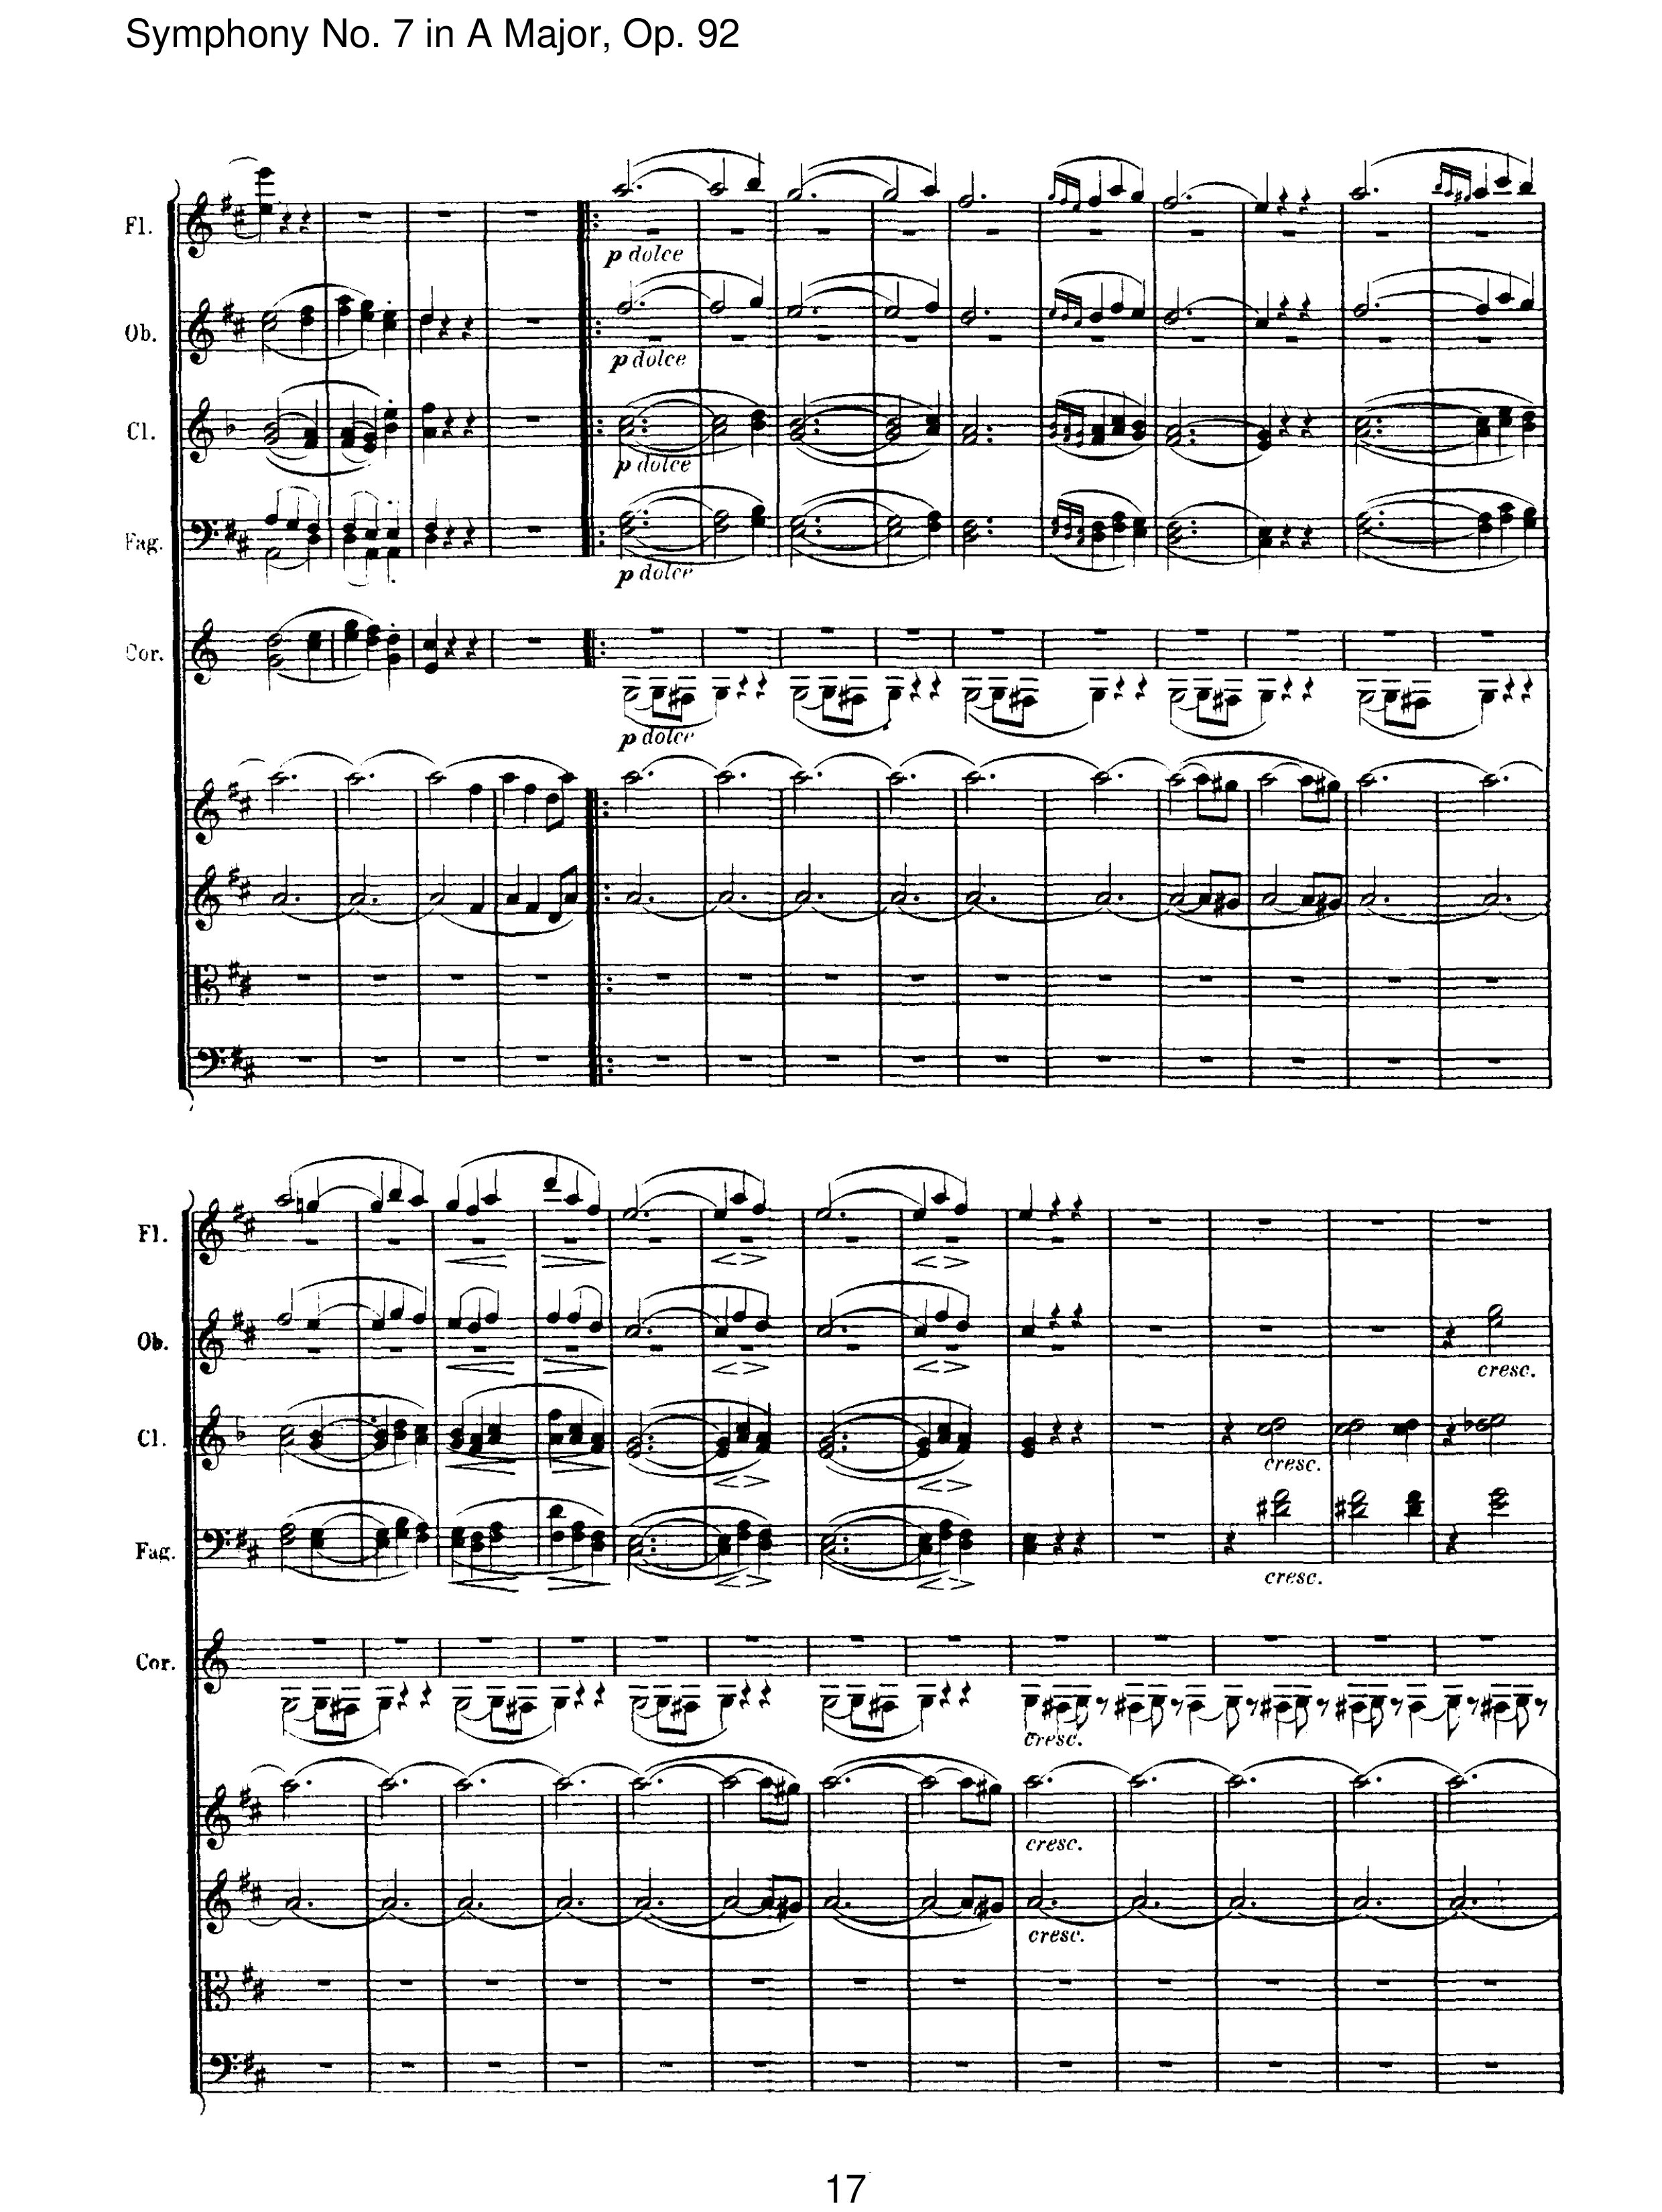 Symphony No. 7 in A Major, Op. 92
Fl.
p dolce
Ob.
p dolce
Cl.
p dolce
Fag.
p dolce
Cor.
p dolce
Fl.
Ob.
cresc.
Cl.
cresc.
Fag.
cresc.
Cor.
cresc.
cresc.
cresc.
17